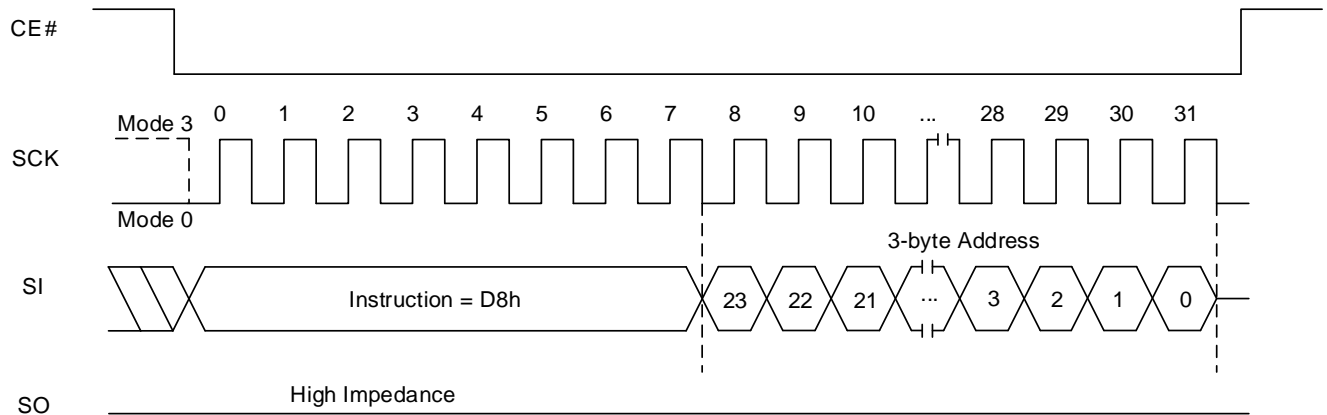 CE#
0 1 2 3 4 5 6 7 8 9 10 ... 28 29 30 31
Mode 3
SCK
Mode 0
3-byte Address
SI
Instruction = D8h 23 22 21 ... 3 2 1 0
High Impedance
SO